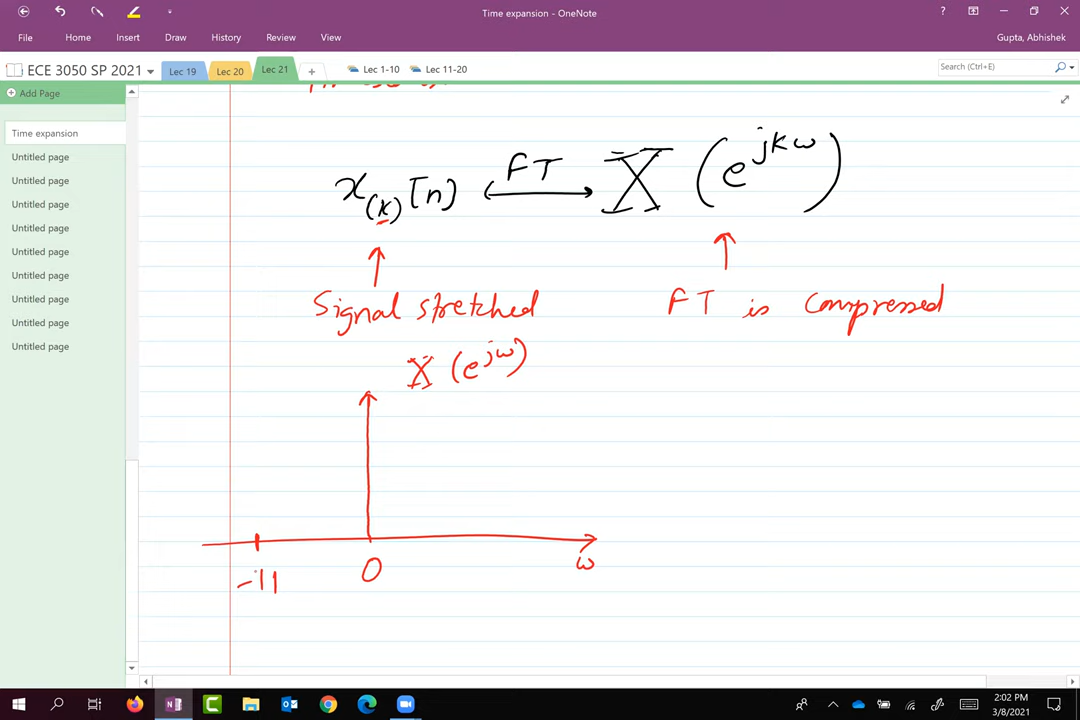 Time expansion - OneNote
?
File Home Insert Draw History Review View
Gupta, Abhishek
ECE 3050 SP 2021
Lec 19
Lec 20
Lec 21
+
Lec 1-10
Lec 11-20
Search (Ctrl+E)
Add Page
Time expansion
Untitled page
Untitled page
Untitled page
Untitled page
Untitled page
Untitled page
Untitled page
Untitled page
Untitled page
x(k)[n] ⟷ FT X(e^jkω)
Signal stretched
FT is compressed
X(e^jω)
-11
0
ω
2:02 PM
3/8/2021